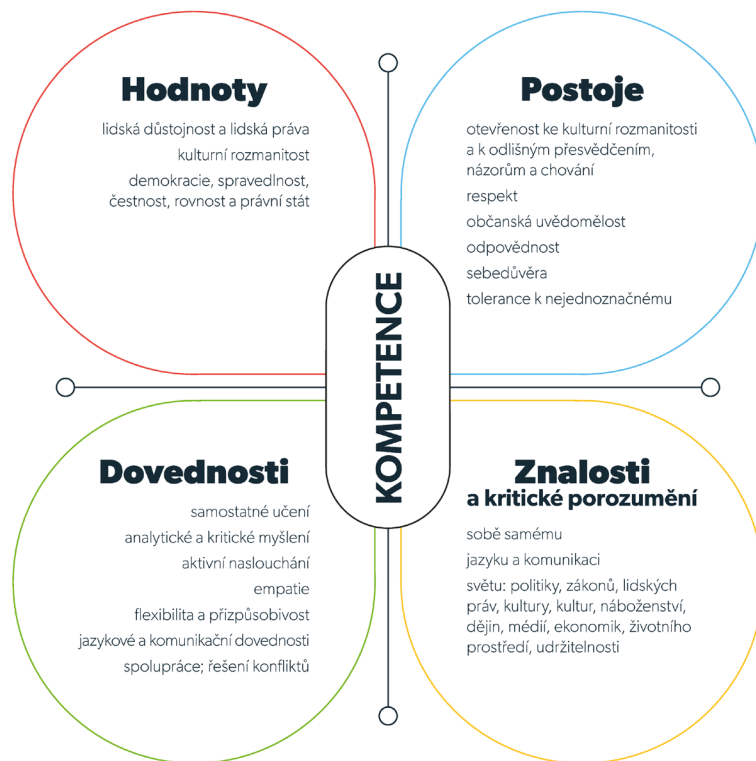 Hodnoty
lidská důstojnost a lidská práva
kulturní rozmanitost
demokracie, spravedlnost,
čestnost, rovnost a právní stát
Postoje
otevřenost ke kulturní rozmanitosti
a k odlišným přesvědčením,
názorům a chování
respekt
občanská uvědomělost
odpovědnost
sebedůvěra
tolerance k nejednoznačnému
KOMPETENCE
Dovednosti
samostatné učení
analytické a kritické myšlení
aktivní naslouchání
empatie
flexibilita a přizpůsobivost
jazykové a komunikační dovednosti
spolupráce; řešení konfliktů
Znalosti
a kritické porozumění
sobě samému
jazyku a komunikaci
světu: politiky, zákonů, lidských
práv, kultury, kultur, náboženství,
dějin, médií, ekonomik, životního
prostředí, udržitelnosti